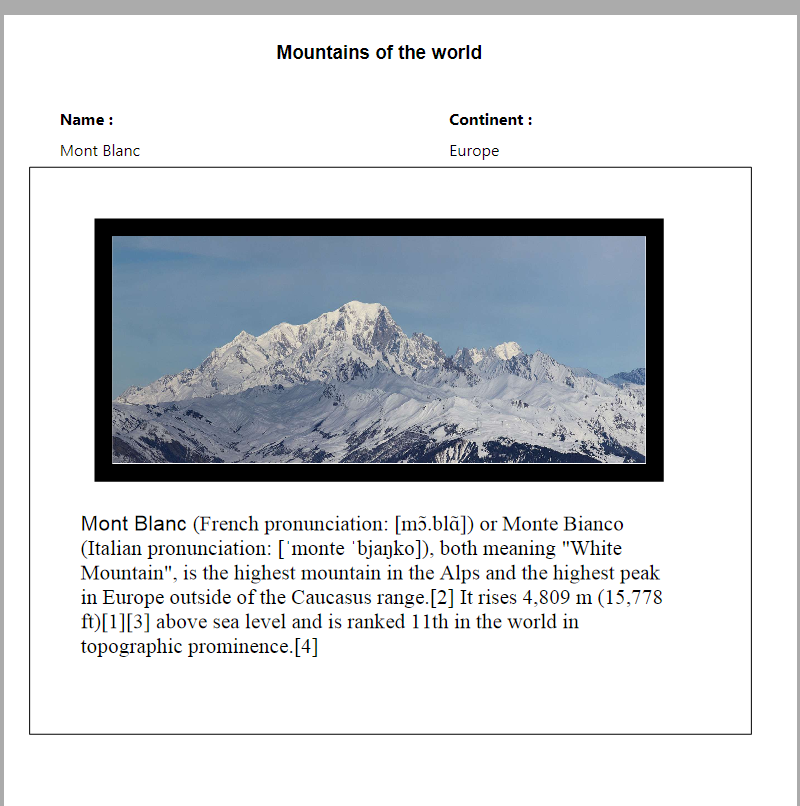 Mountains of the world
Name :
Continent :
Mont Blanc
Europe
Mont Blanc (French pronunciation: [mɔ̃.blɑ̃]) or Monte Bianco
(Italian pronunciation: [ˈmonte ˈbjaŋko]), both meaning "White
Mountain", is the highest mountain in the Alps and the highest peak
in Europe outside of the Caucasus range.[2] It rises 4,809 m (15,778
ft)[1][3] above sea level and is ranked 11th in the world in
topographic prominence.[4]